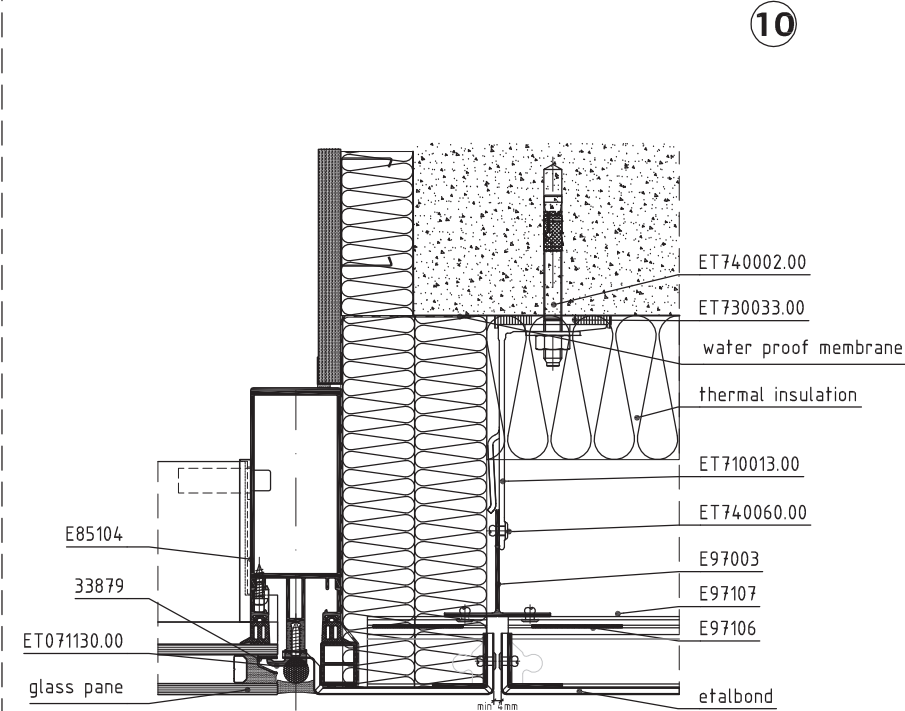 10
ET740002.00
ET730033.00
water proof membrane
thermal insulation
ET710013.00
ET740060.00
E85104
E97003
33879
E97107
E97106
ET071130.00
glass pane
etalbond
min 4mm